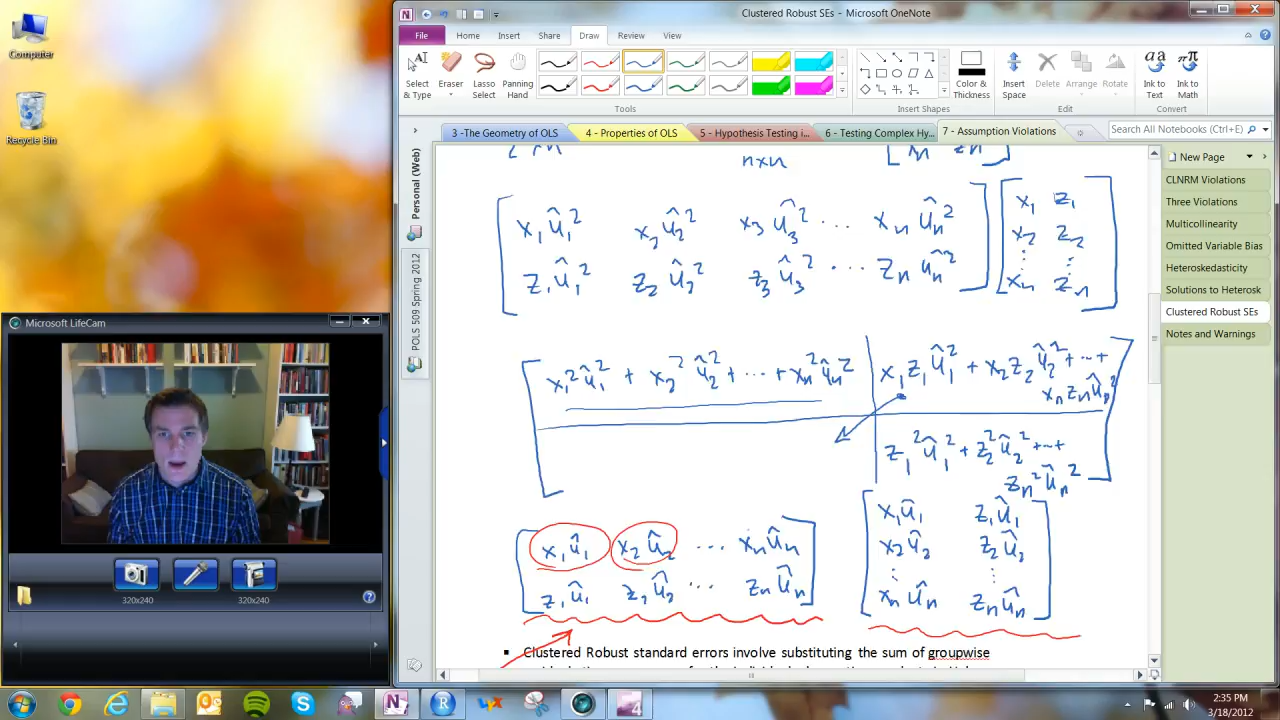 Computer
Recycle Bin
Clustered Robust SEs - Microsoft OneNote
File Home Insert Share Draw Review View
Select & Type
Eraser
Lasso Select
Panning Hand
Color & Thickness
Insert Space
Delete
Arrange
Rotate
Ink to Text
Ink to Math
Tools
Insert Shapes
Edit
Convert
3 -The Geometry of OLS
4 - Properties of OLS
5 - Hypothesis Testing i...
6 - Testing Complex Hy...
7 - Assumption Violations
Search All Notebooks (Ctrl+E)
Personal (Web)
POLS 509 Spring 2012
New Page
CLNRM Violations
Three Violations
Multicollinearity
Omitted Variable Bias
Heteroskedasticity
Solutions to Heterosk
Clustered Robust SEs
Notes and Warnings
n×n
x₁û₁² x₂û₂² x₃û₃² ... xₙûₙ² x₁ z₁
z₁û₁² z₂û₂² z₃û₃² ... zₙûₙ² x₂ z₂
⋮ ⋮
xₙ zₙ
x₁²û₁² + x₂²û₂² + ... + xₙ²ûₙ² x₁z₁û₁² + x₂z₂û₂² + ... +
xₙzₙûₙ²
z₁²û₁² + z₂²û₂² + ... +
zₙ²ûₙ²
x₁û₁ x₂û₂ ... xₙûₙ
z₁û₁ z₂û₂ ... zₙûₙ
x₁û₁ z₁û₁
x₂û₂ z₂û₂
⋮ ⋮
xₙûₙ zₙûₙ
▪ Clustered Robust standard errors involve substituting the sum of groupwise
Microsoft LifeCam
320x240 320x240
2:35 PM
3/18/2012